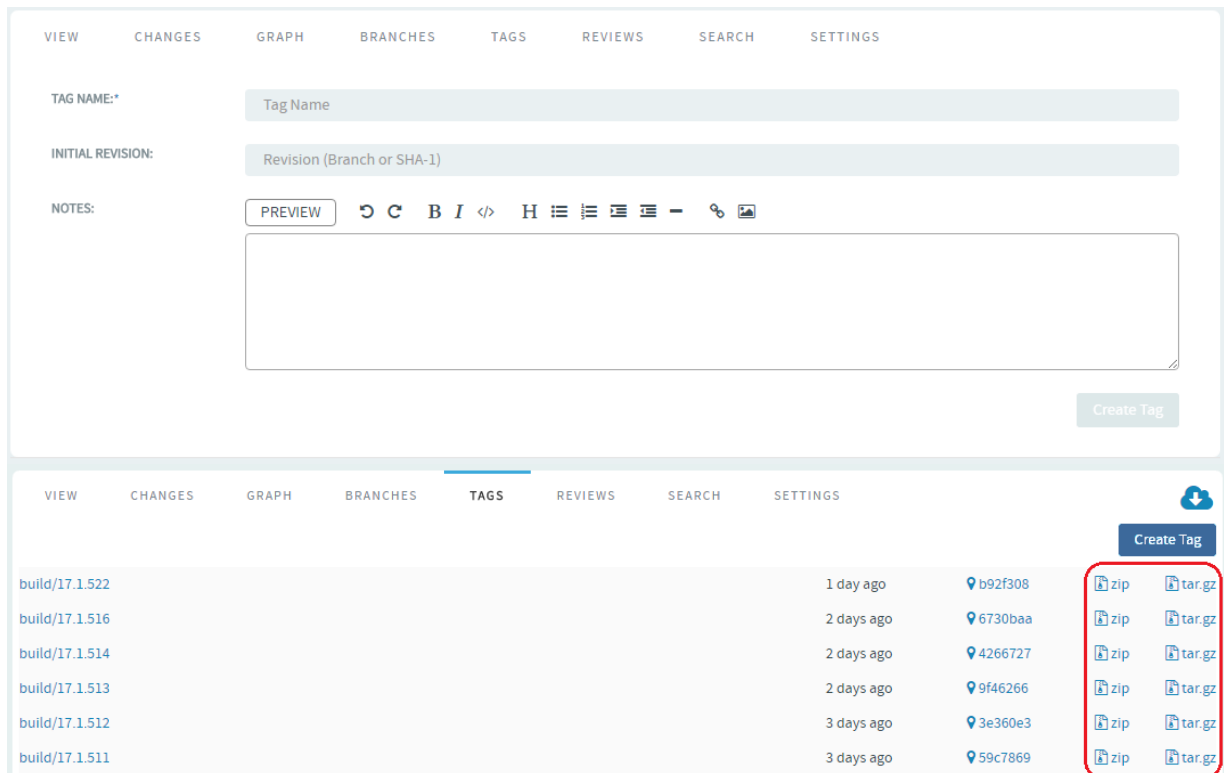 VIEW CHANGES GRAPH BRANCHES TAGS REVIEWS SEARCH SETTINGS
TAG NAME:* Tag Name
INITIAL REVISION: Revision (Branch or SHA-1)
NOTES: PREVIEW B I </> H
Create Tag
VIEW CHANGES GRAPH BRANCHES TAGS REVIEWS SEARCH SETTINGS
Create Tag
build/17.1.522 1 day ago b92f308 zip tar.gz
build/17.1.516 2 days ago 6730baa zip tar.gz
build/17.1.514 2 days ago 4266727 zip tar.gz
build/17.1.513 2 days ago 9f46266 zip tar.gz
build/17.1.512 3 days ago 3e360e3 zip tar.gz
build/17.1.511 3 days ago 59c7869 zip tar.gz